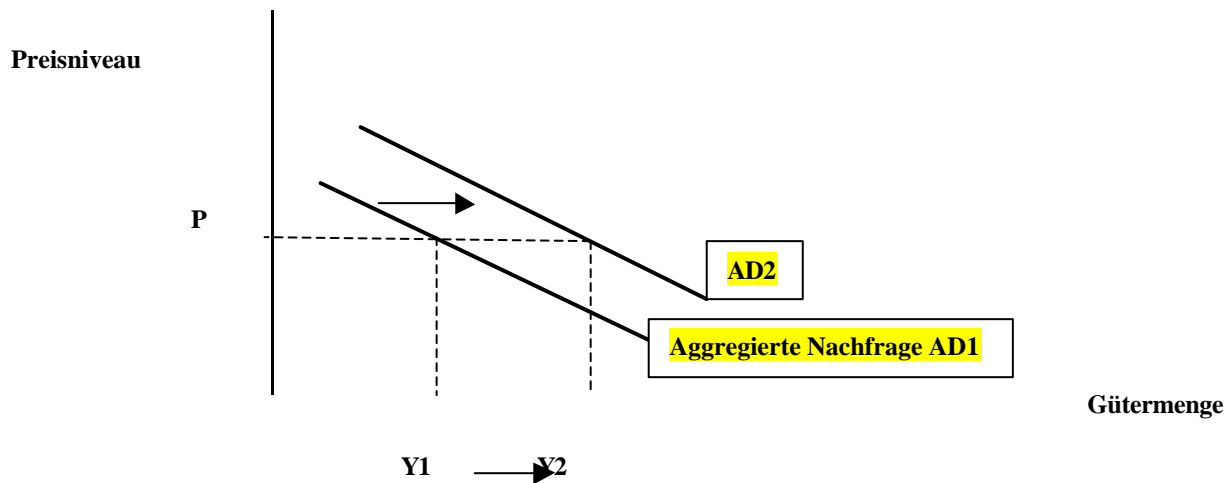 Preisniveau
P
AD2
Aggregierte Nachfrage AD1
Gütermenge
Y1 Y2